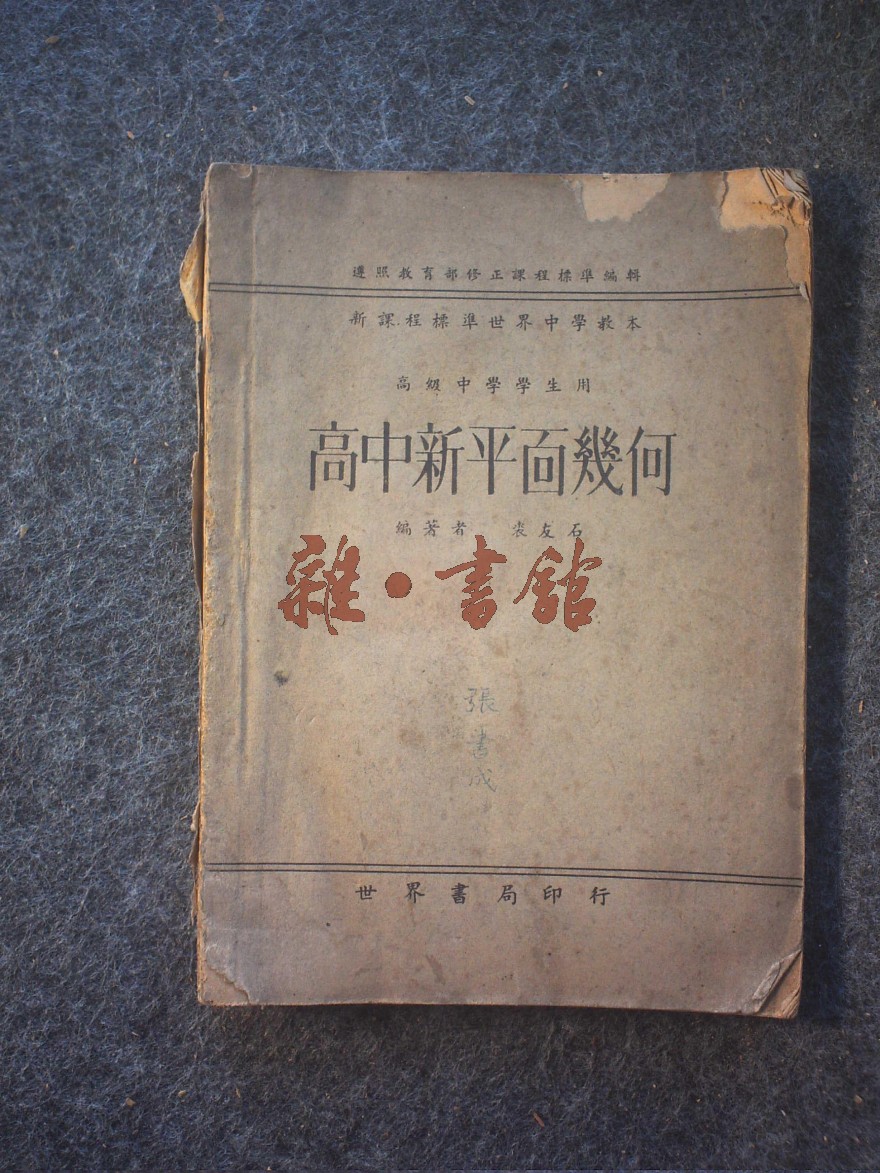 遵照教育部修正課程標準編輯
新課程標準世界中學教本
高級中學學生用
高中新平面幾何
編著者 裘友石
雜·書館
張書成
世界書局印行